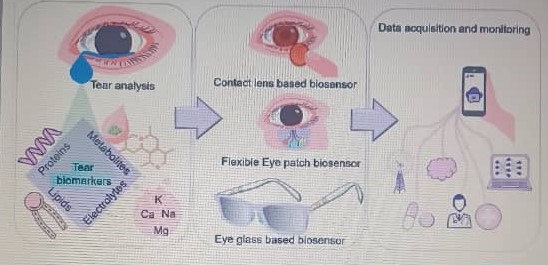 Tear analysis
Proteins
Metabolites
Tear
biomarkers
Lipids
Electrolytes
K
Ca Na
Mg
Contact lens based biosensor
Flexible Eye patch biosensor
Eye glass based biosensor
Data acquisition and monitoring